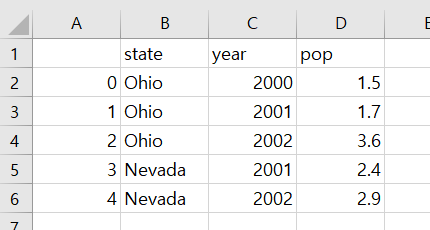 A B C D
1 state year pop
2 0 Ohio 2000 1.5
3 1 Ohio 2001 1.7
4 2 Ohio 2002 3.6
5 3 Nevada 2001 2.4
6 4 Nevada 2002 2.9